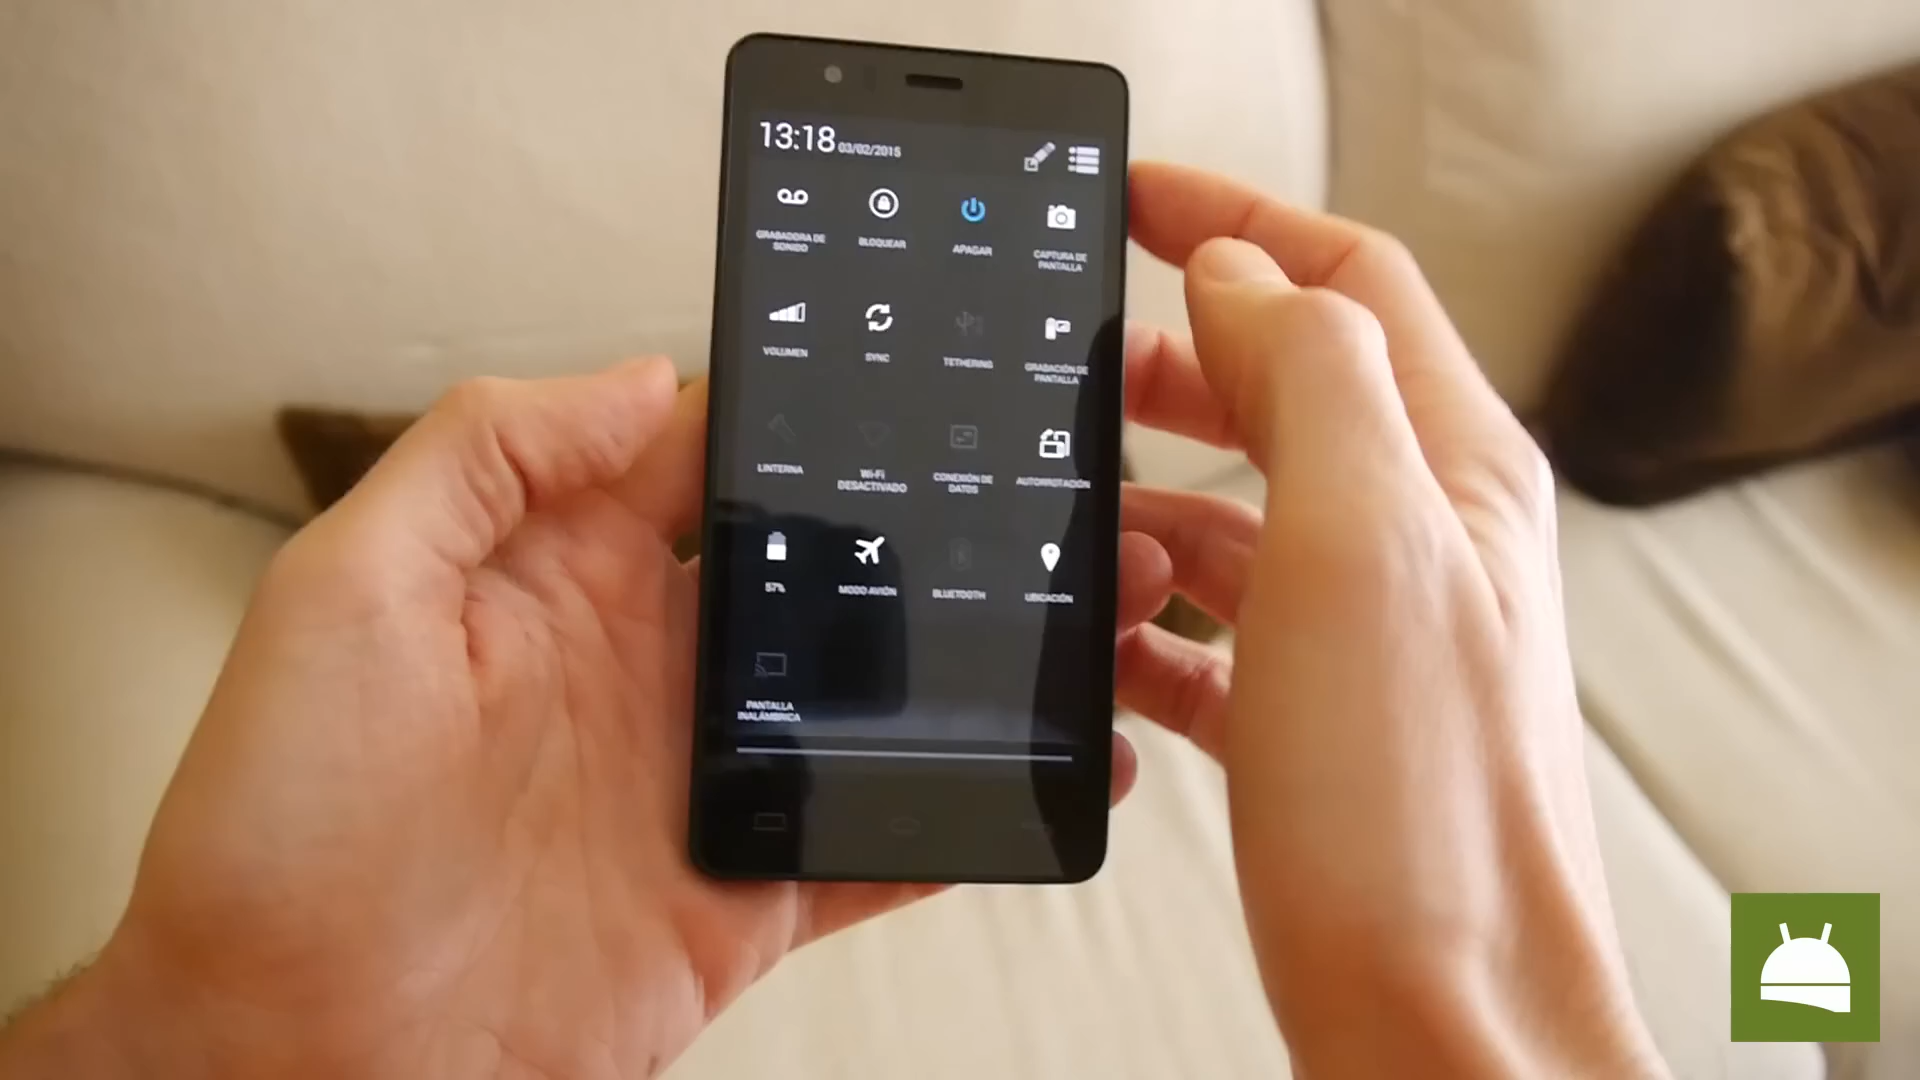 13:18 03/02/2015
GRABADORA DE
SONIDO
BLOQUEAR
APAGAR
CAPTURA DE
PANTALLA
VOLUMEN
SYNC
TETHERING
GRABACIÓN DE
PANTALLA
LINTERNA
Wi-Fi
DESACTIVADO
CONEXIÓN DE
DATOS
AUTORROTACIÓN
57%
MODO AVIÓN
BLUETOOTH
UBICACIÓN
PANTALLA
INALÁMBRICA